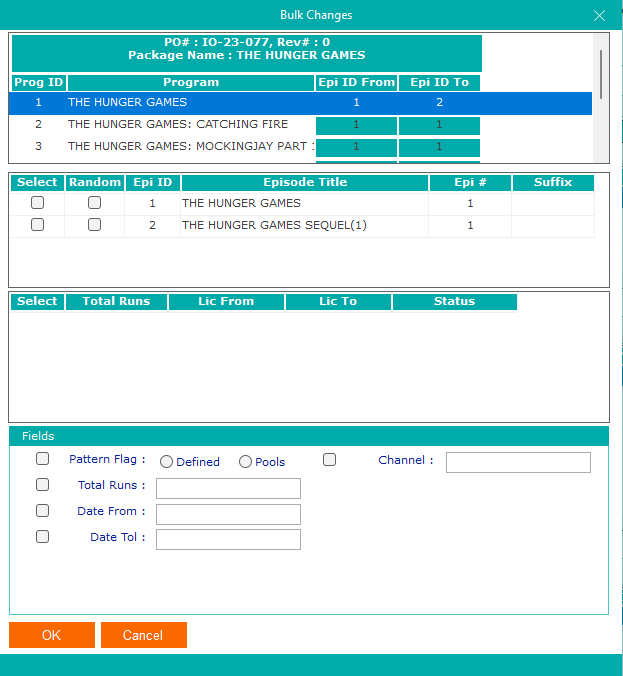 Bulk Changes
PO# : IO-23-077, Rev# : 0
Package Name : THE HUNGER GAMES
Prog ID Program Epi ID From Epi ID To
1 THE HUNGER GAMES 1 2
2 THE HUNGER GAMES: CATCHING FIRE 1 1
3 THE HUNGER GAMES: MOCKINGJAY PART 1 1 1
Select Random Epi ID Episode Title Epi # Suffix
1 THE HUNGER GAMES 1
2 THE HUNGER GAMES SEQUEL(1) 1
Select Total Runs Lic From Lic To Status
Fields
Pattern Flag : Defined Pools Channel :
Total Runs :
Date From :
Date Tol :
OK Cancel